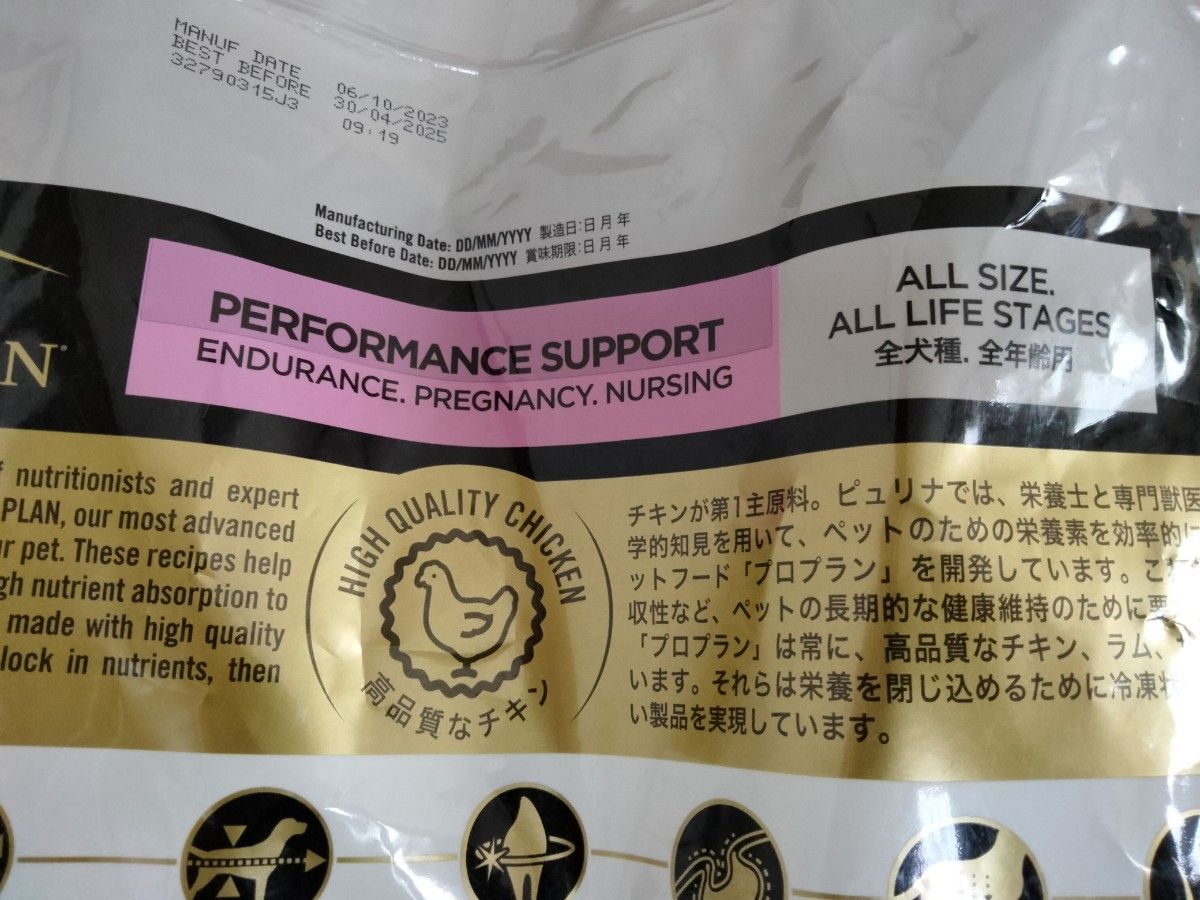 MANUF DATE 06/10/2023
BEST BEFORE 30/04/2025
32790315J3 09:19
Manufacturing Date: DD/MM/YYYY 製造日:日 月 年
Best Before Date: DD/MM/YYYY 賞味期限:日 月 年
N
PERFORMANCE SUPPORT
ENDURANCE. PREGNANCY. NURSING
ALL SIZE.
ALL LIFE STAGES
全犬種. 全年齢用
nutritionists and expert
PLAN, our most advanced
pet. These recipes help
nutrient absorption to
made with high quality
lock in nutrients, then
HIGH QUALITY CHICKEN
高品質なチキン
チキンが第1主原料。ピュリナでは、栄養士と専門獣医
学的知見を用いて、ペットのための栄養素を効率的に
ットフード「プロプラン」を開発しています。
収性など、ペットの長期的な健康維持のために
「プロプラン」は常に、高品質なチキン、ラム、
います。それらは栄養を閉じ込めるために冷凍
い製品を実現しています。